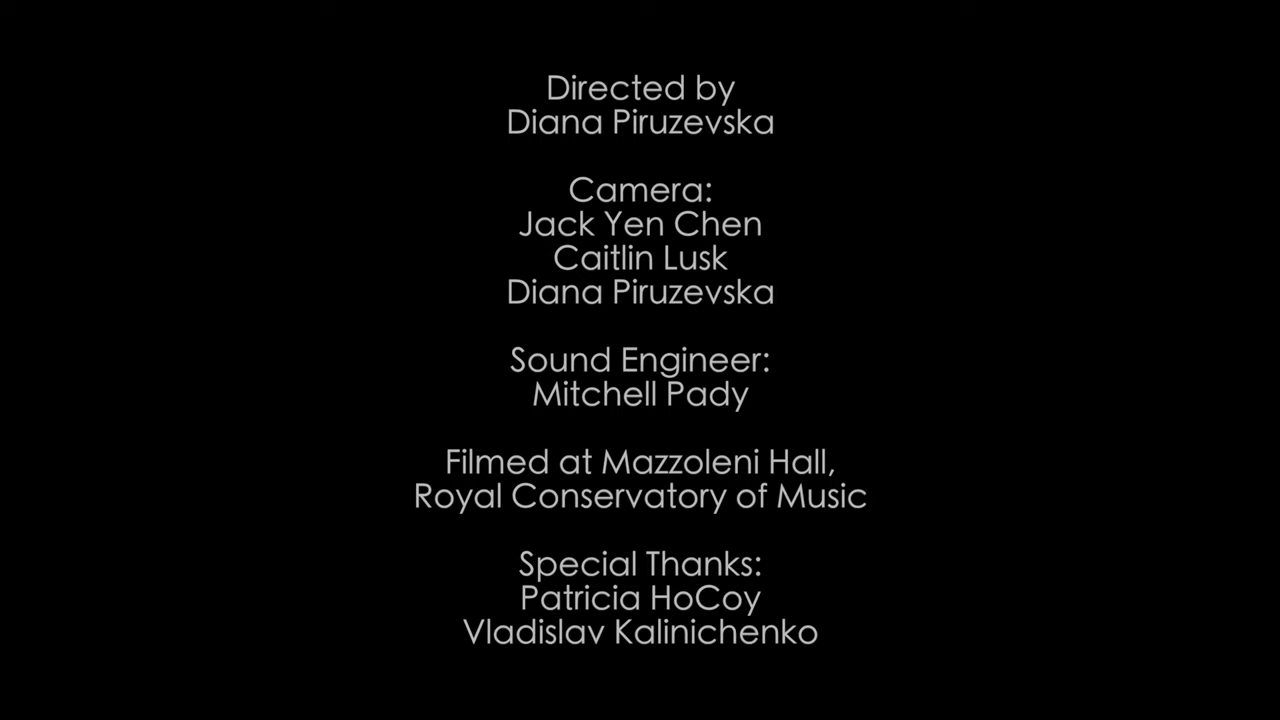 Directed by
Diana Piruzevska
Camera:
Jack Yen Chen
Caitlin Lusk
Diana Piruzevska
Sound Engineer:
Mitchell Pady
Filmed at Mazzoleni Hall,
Royal Conservatory of Music
Special Thanks:
Patricia HoCoy
Vladislav Kalinichenko